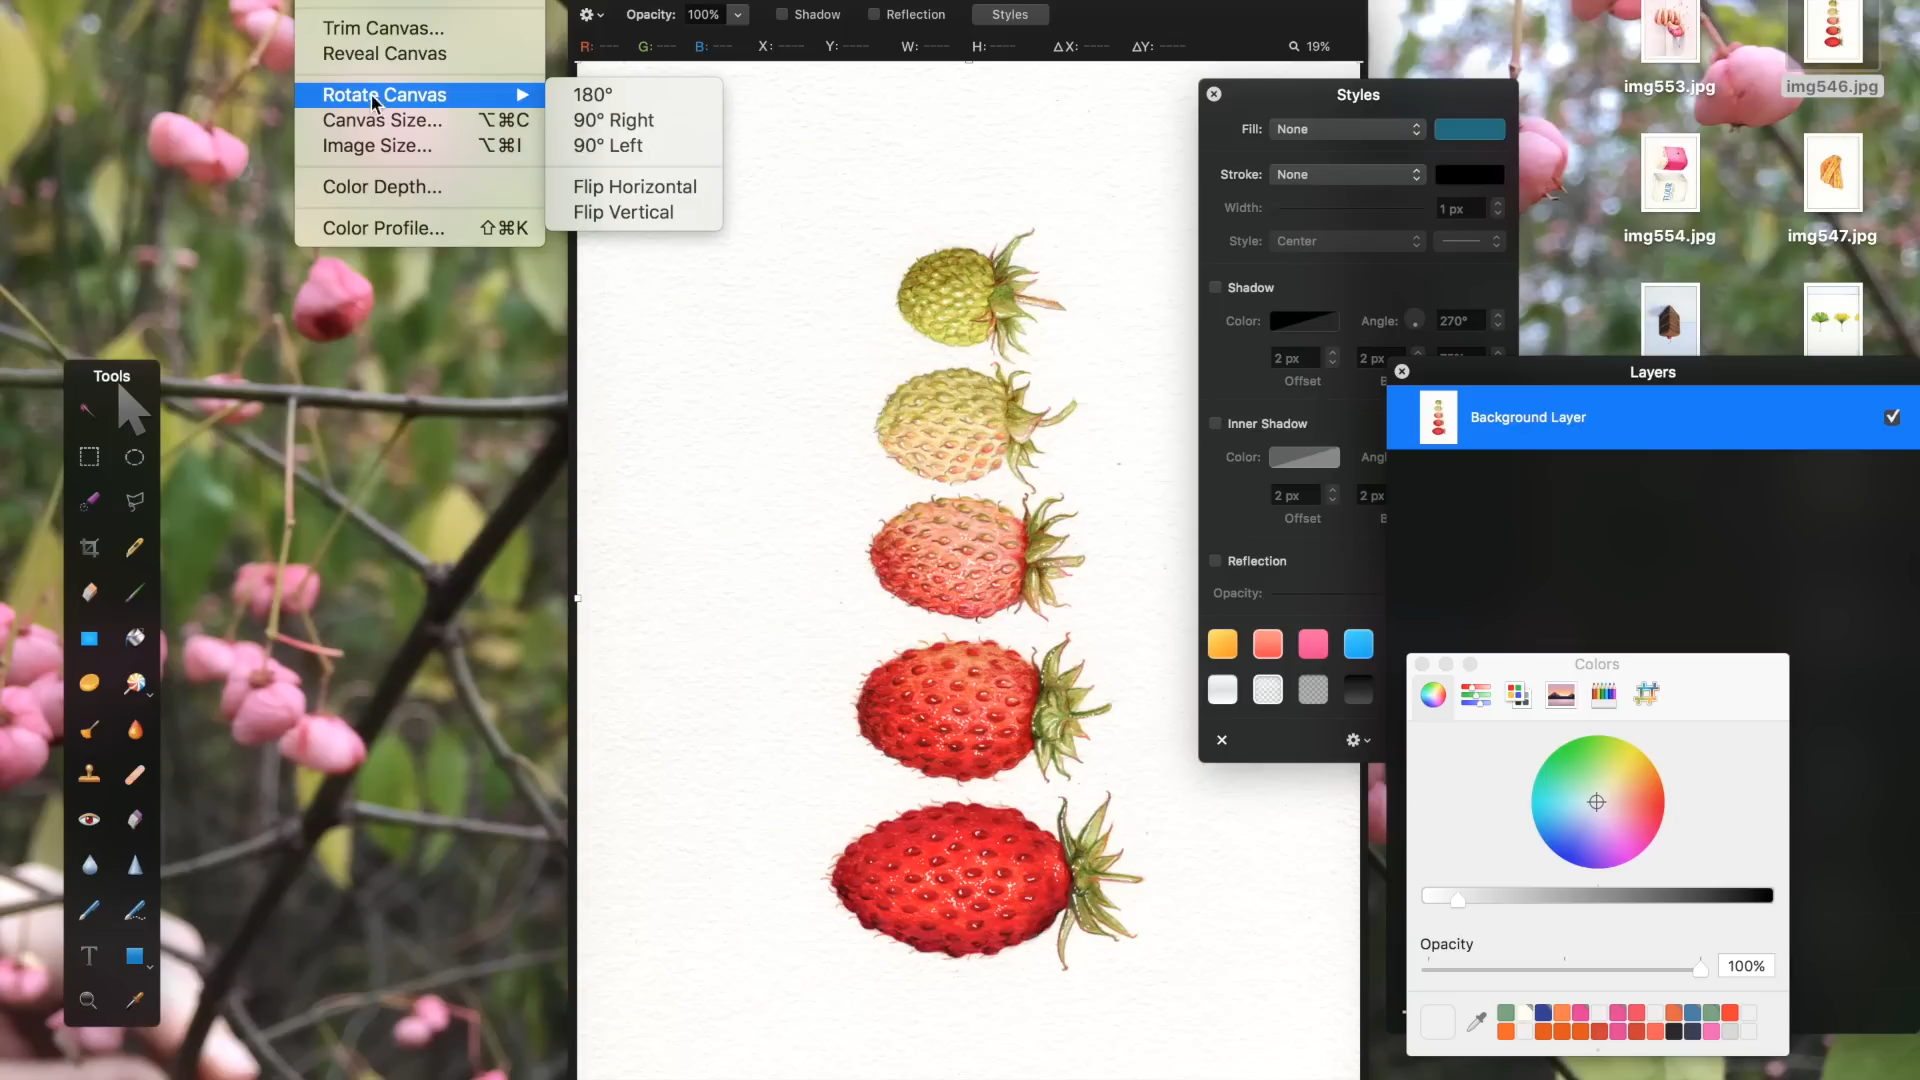 Trim Canvas...
Reveal Canvas
Rotate Canvas
Canvas Size... ⌥⌘C
Image Size... ⌥⌘I
Color Depth...
Color Profile... ⇧⌘K
180°
90° Right
90° Left
Flip Horizontal
Flip Vertical
Opacity: 100% Shadow Reflection Styles
R: --- G: --- B: --- X: ---- Y: ---- W: ---- H: ---- ΔX: ---- ΔY: ---- 19%
Tools
Styles
Fill: None
Stroke: None
Width: 1 px
Style: Center
Shadow
Color: Angle: 270°
2 px 2 px
Offset
Inner Shadow
Color:
2 px 2 px
Offset
Reflection
Opacity:
Layers
Background Layer
Colors
Opacity
100%
img553.jpg img546.jpg
img554.jpg img547.jpg